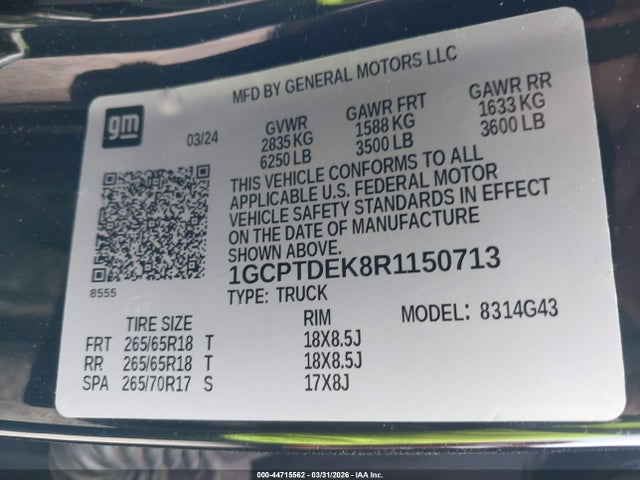 MFD BY GENERAL MOTORS LLC
gm
03/24
GVWR GAWR FRT GAWR RR
2835 KG 1588 KG 1633 KG
6250 LB 3500 LB 3600 LB
THIS VEHICLE CONFORMS TO ALL
APPLICABLE U.S. FEDERAL MOTOR
VEHICLE SAFETY STANDARDS IN EFFECT
ON THE DATE OF MANUFACTURE
SHOWN ABOVE.
1GCPTDEK8R1150713
8555
TYPE: TRUCK
MODEL: 8314G43
TIRE SIZE RIM
FRT 265/65R18 T 18X8.5J
RR 265/65R18 T 18X8.5J
SPA 265/70R17 S 17X8J
000-44715562 - 03/31/2026 - IAA Inc.